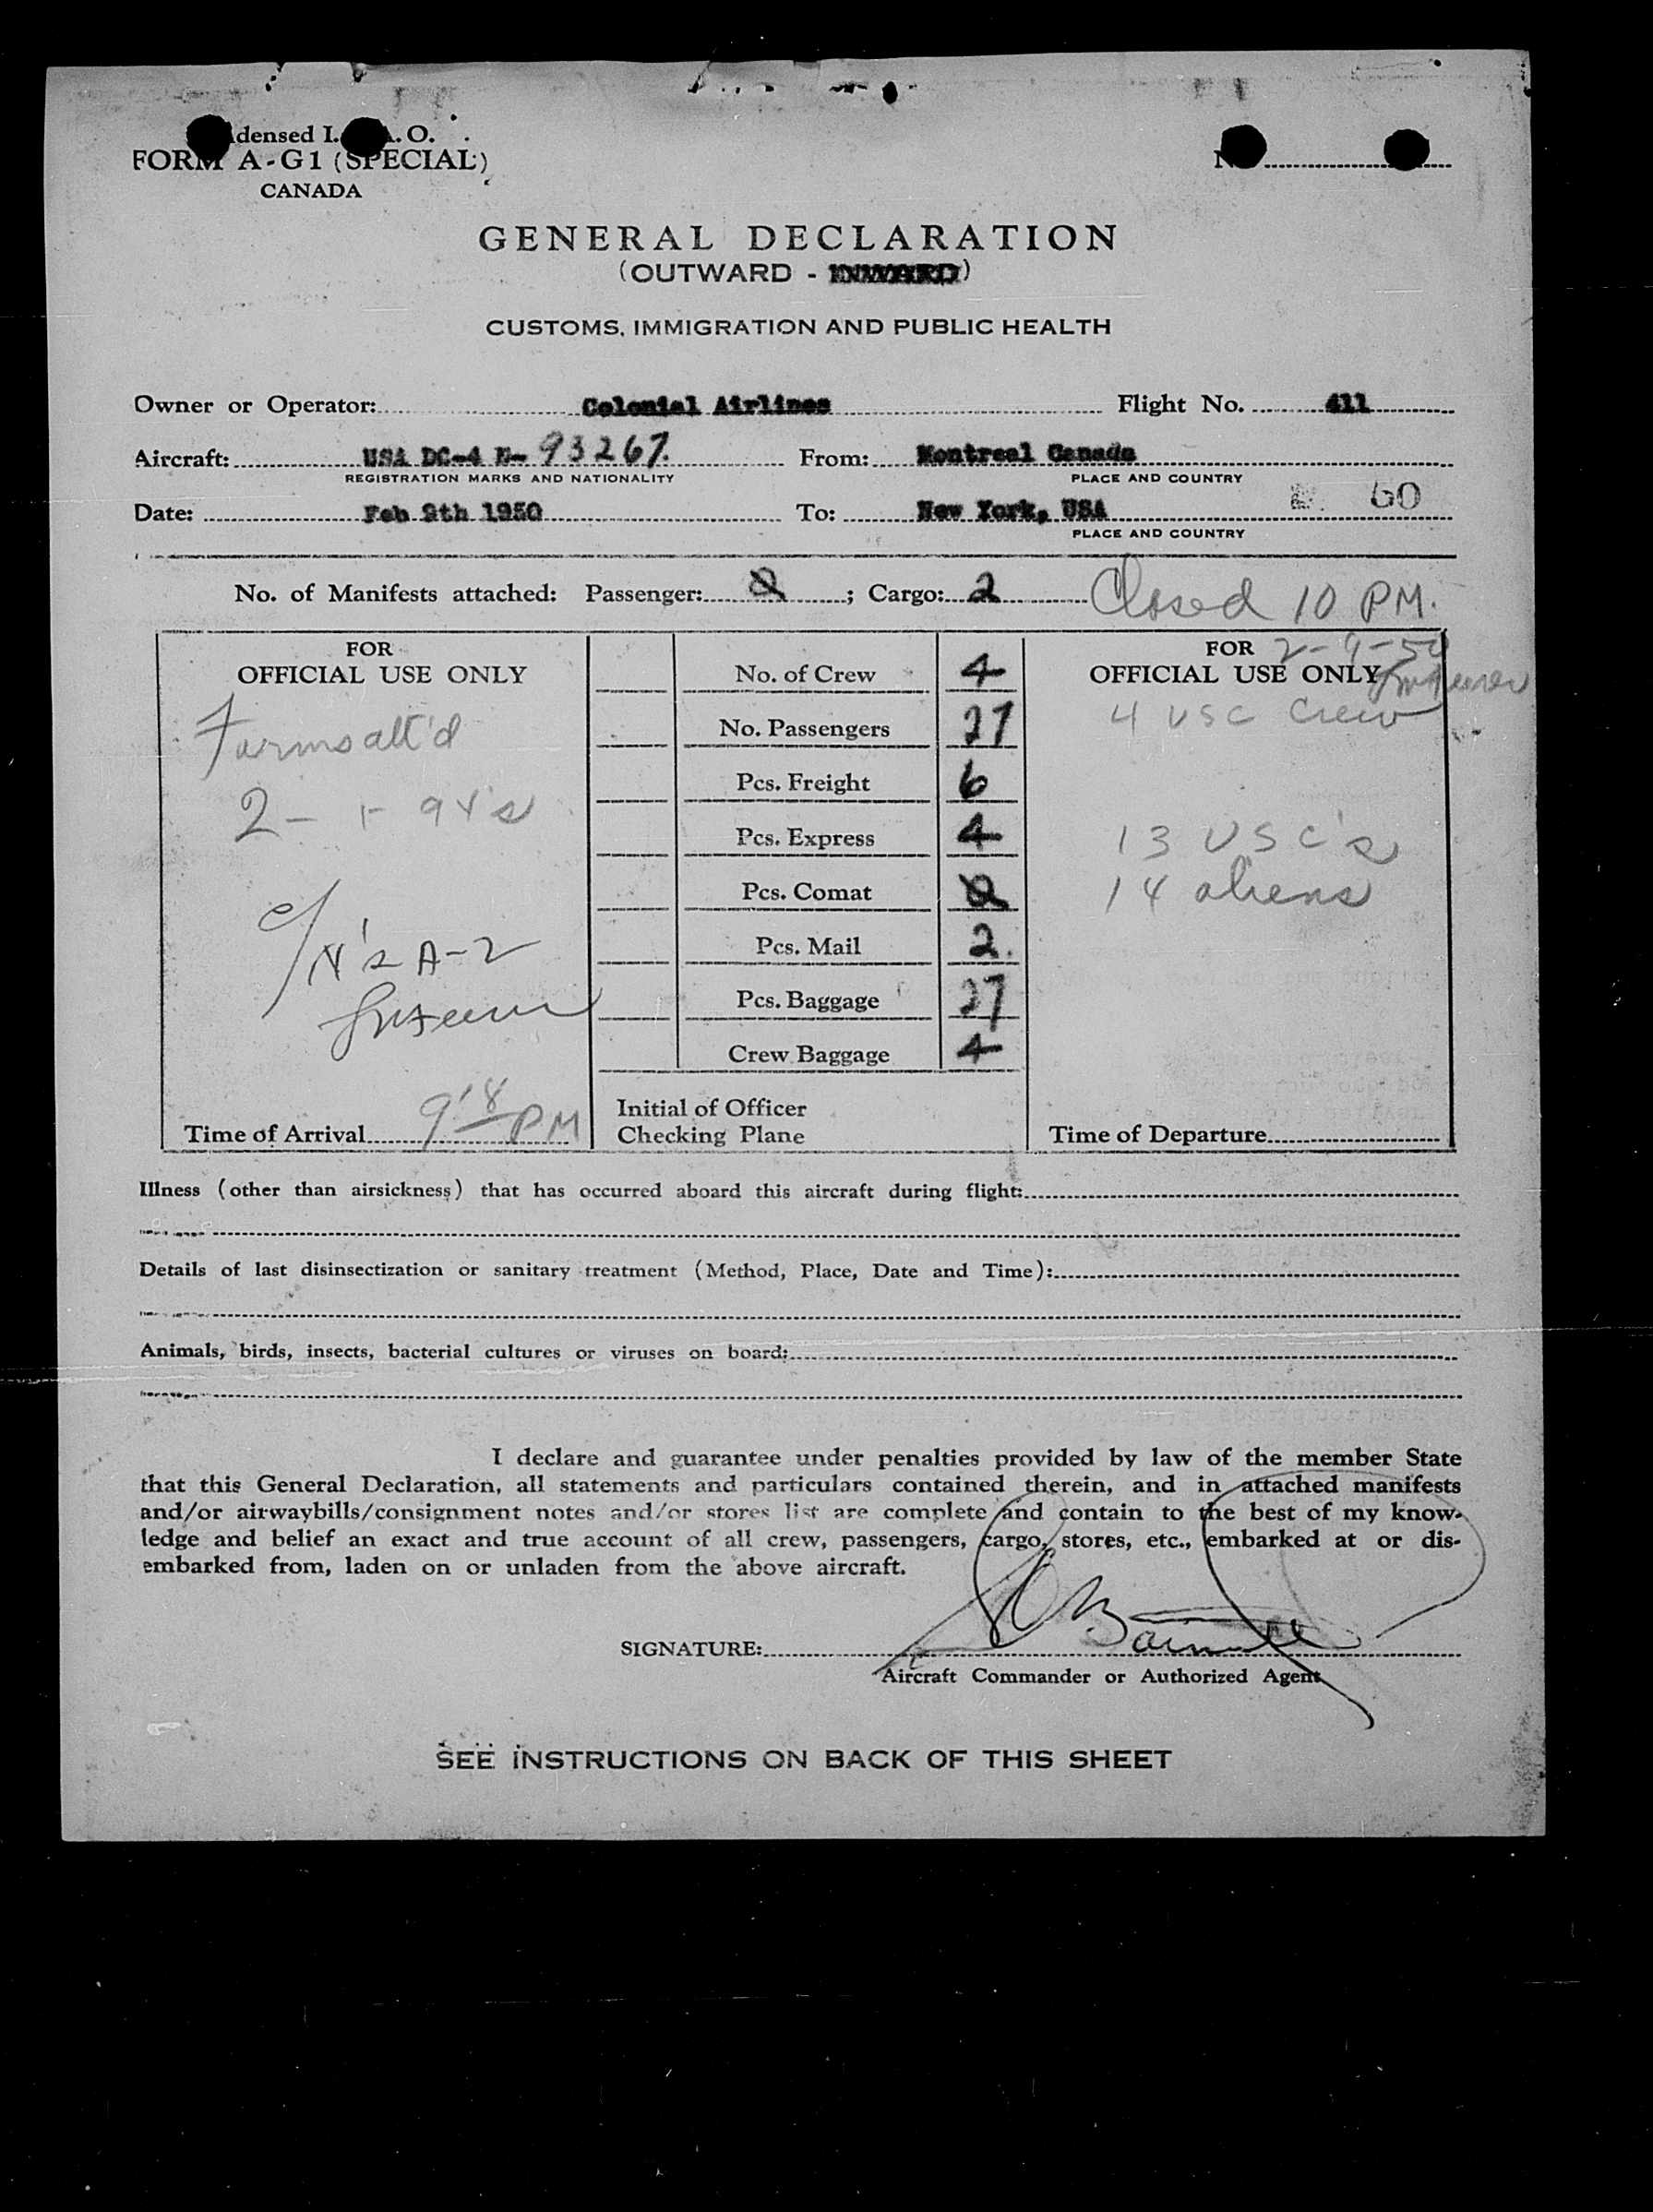 densed I. .O.
FORM A-G1 (SPECIAL)
CANADA
GENERAL DECLARATION
(OUTWARD - INWARD)
CUSTOMS, IMMIGRATION AND PUBLIC HEALTH
Owner or Operator: Colonial Airlines Flight No. 411
Aircraft: USA DC-4 N- 93267. From: Montreal Canada
REGISTRATION MARKS AND NATIONALITY PLACE AND COUNTRY
Date: Feb 9th 1950 To: New York, USA 60
PLACE AND COUNTRY
No. of Manifests attached: Passenger: 0 ; Cargo: 2 Closed 10 PM.
FOR
OFFICIAL USE ONLY
Forms att'd
2- I-94's
C/N's A-2
Time of Arrival 9 18 PM
No. of Crew 4
No. Passengers 27
Pcs. Freight 6
Pcs. Express 4
Pcs. Comat 0
Pcs. Mail 2.
Pcs. Baggage 27
Crew Baggage 4
Initial of Officer
Checking Plane
FOR 2-9-50
OFFICIAL USE ONLY
4 USC Crew
13 USC's
14 aliens
Time of Departure
Illness (other than airsickness) that has occurred aboard this aircraft during flight:
Details of last disinsectization or sanitary treatment (Method, Place, Date and Time):
Animals, birds, insects, bacterial cultures or viruses on board:
I declare and guarantee under penalties provided by law of the member State
that this General Declaration, all statements and particulars contained therein, and in attached manifests
and/or airwaybills/consignment notes and/or stores list are complete and contain to the best of my know-
ledge and belief an exact and true account of all crew, passengers, cargo, stores, etc., embarked at or dis-
embarked from, laden on or unladen from the above aircraft.
SIGNATURE:
Aircraft Commander or Authorized Agent
SEE INSTRUCTIONS ON BACK OF THIS SHEET